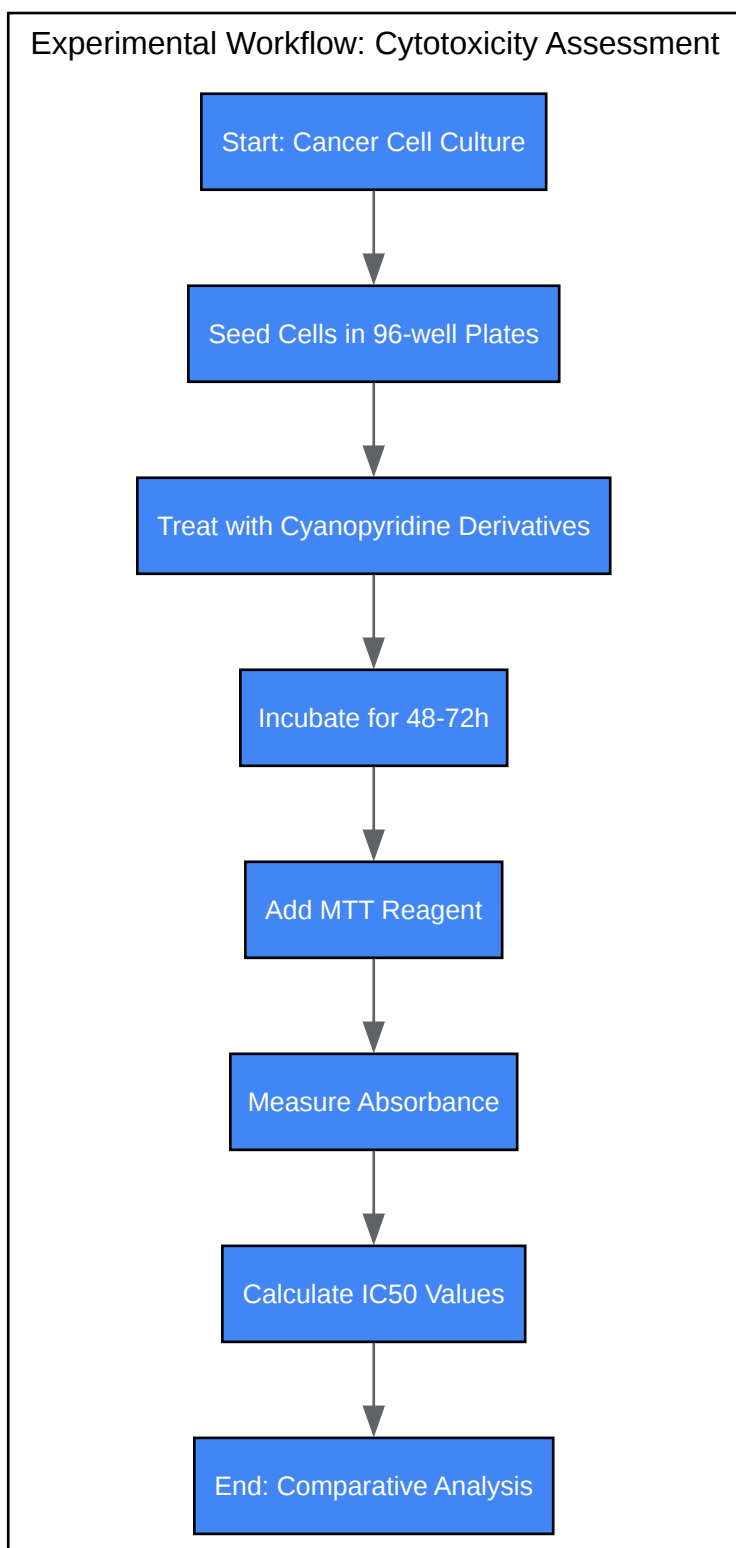 Experimental Workflow: Cytotoxicity Assessment
Start: Cancer Cell Culture
Seed Cells in 96-well Plates
Treat with Cyanopyridine Derivatives
Incubate for 48-72h
Add MTT Reagent
Measure Absorbance
Calculate IC50 Values
End: Comparative Analysis